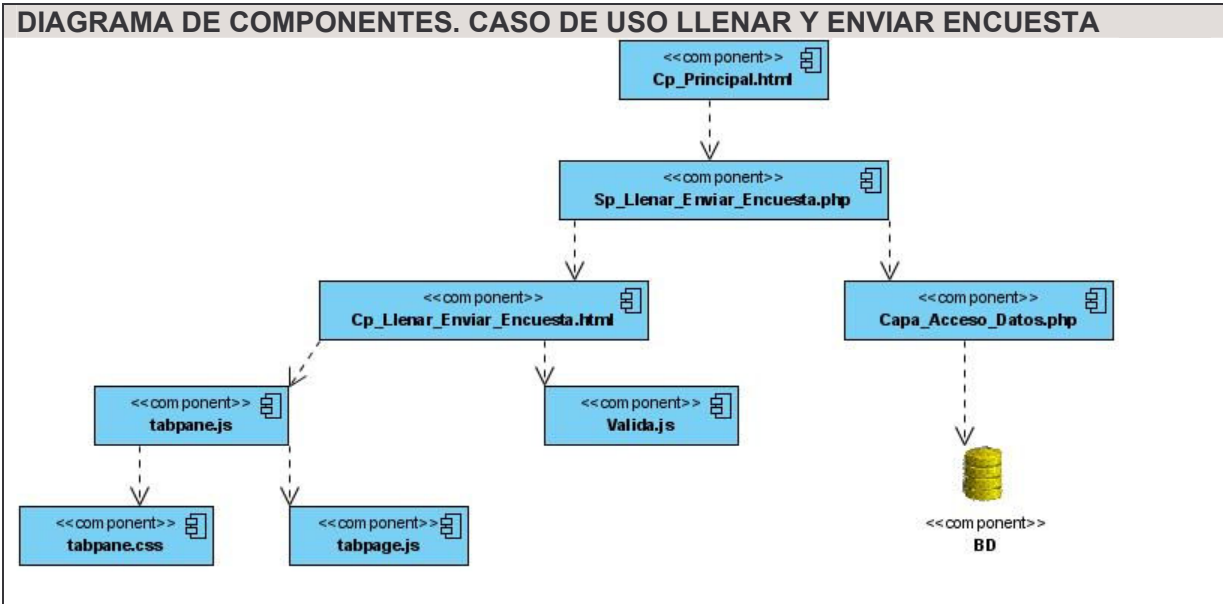 DIAGRAMA DE COMPONENTES. CASO DE USO LLENAR Y ENVIAR ENCUESTA
<<component>>
Cp_Principal.html
<<component>>
Sp_Llenar_Enviar_Encuesta.php
<<component>>
Cp_Llenar_Enviar_Encuesta.html
<<component>>
Capa_Acceso_Datos.php
<<component>>
tabpane.js
<<component>>
Valida.js
<<component>>
tabpane.css
<<component>>
tabpage.js
<<component>>
BD